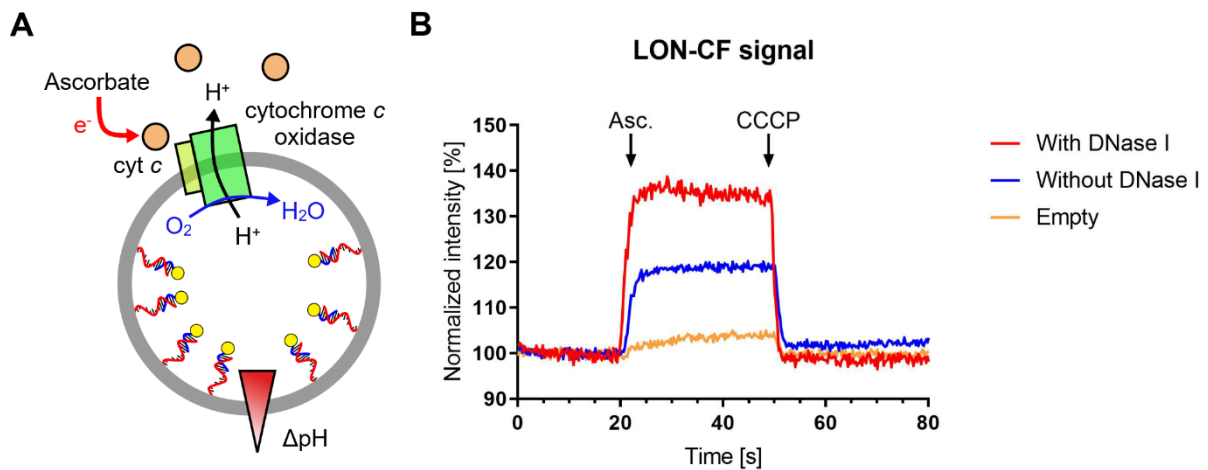 A
Ascorbate
e-
cyt c
H+
cytochrome c
oxidase
O2
H2O
H+
ΔpH
B
LON-CF signal
Asc.
CCCP
Normalized intensity [%]
150
140
130
120
110
100
90
0
20
40
60
80
Time [s]
With DNase I
Without DNase I
Empty